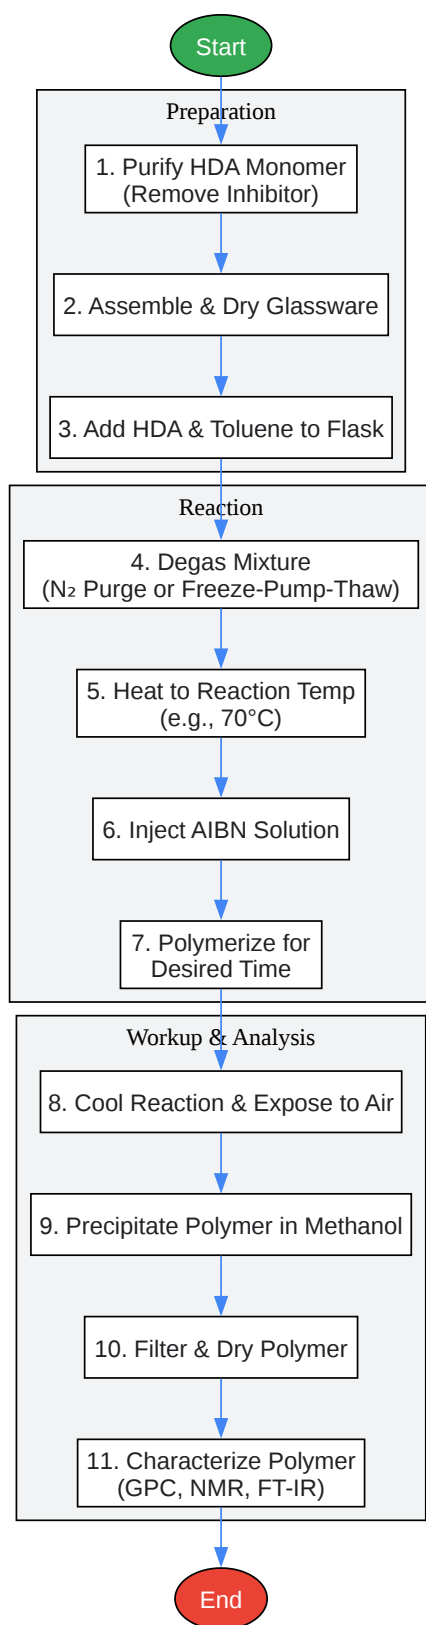 Start
Preparation
1. Purify HDA Monomer
(Remove Inhibitor)
2. Assemble & Dry Glassware
3. Add HDA & Toluene to Flask
Reaction
4. Degas Mixture
(N₂ Purge or Freeze-Pump-Thaw)
5. Heat to Reaction Temp
(e.g., 70°C)
6. Inject AIBN Solution
7. Polymerize for
Desired Time
Workup & Analysis
8. Cool Reaction & Expose to Air
9. Precipitate Polymer in Methanol
10. Filter & Dry Polymer
11. Characterize Polymer
(GPC, NMR, FT-IR)
End